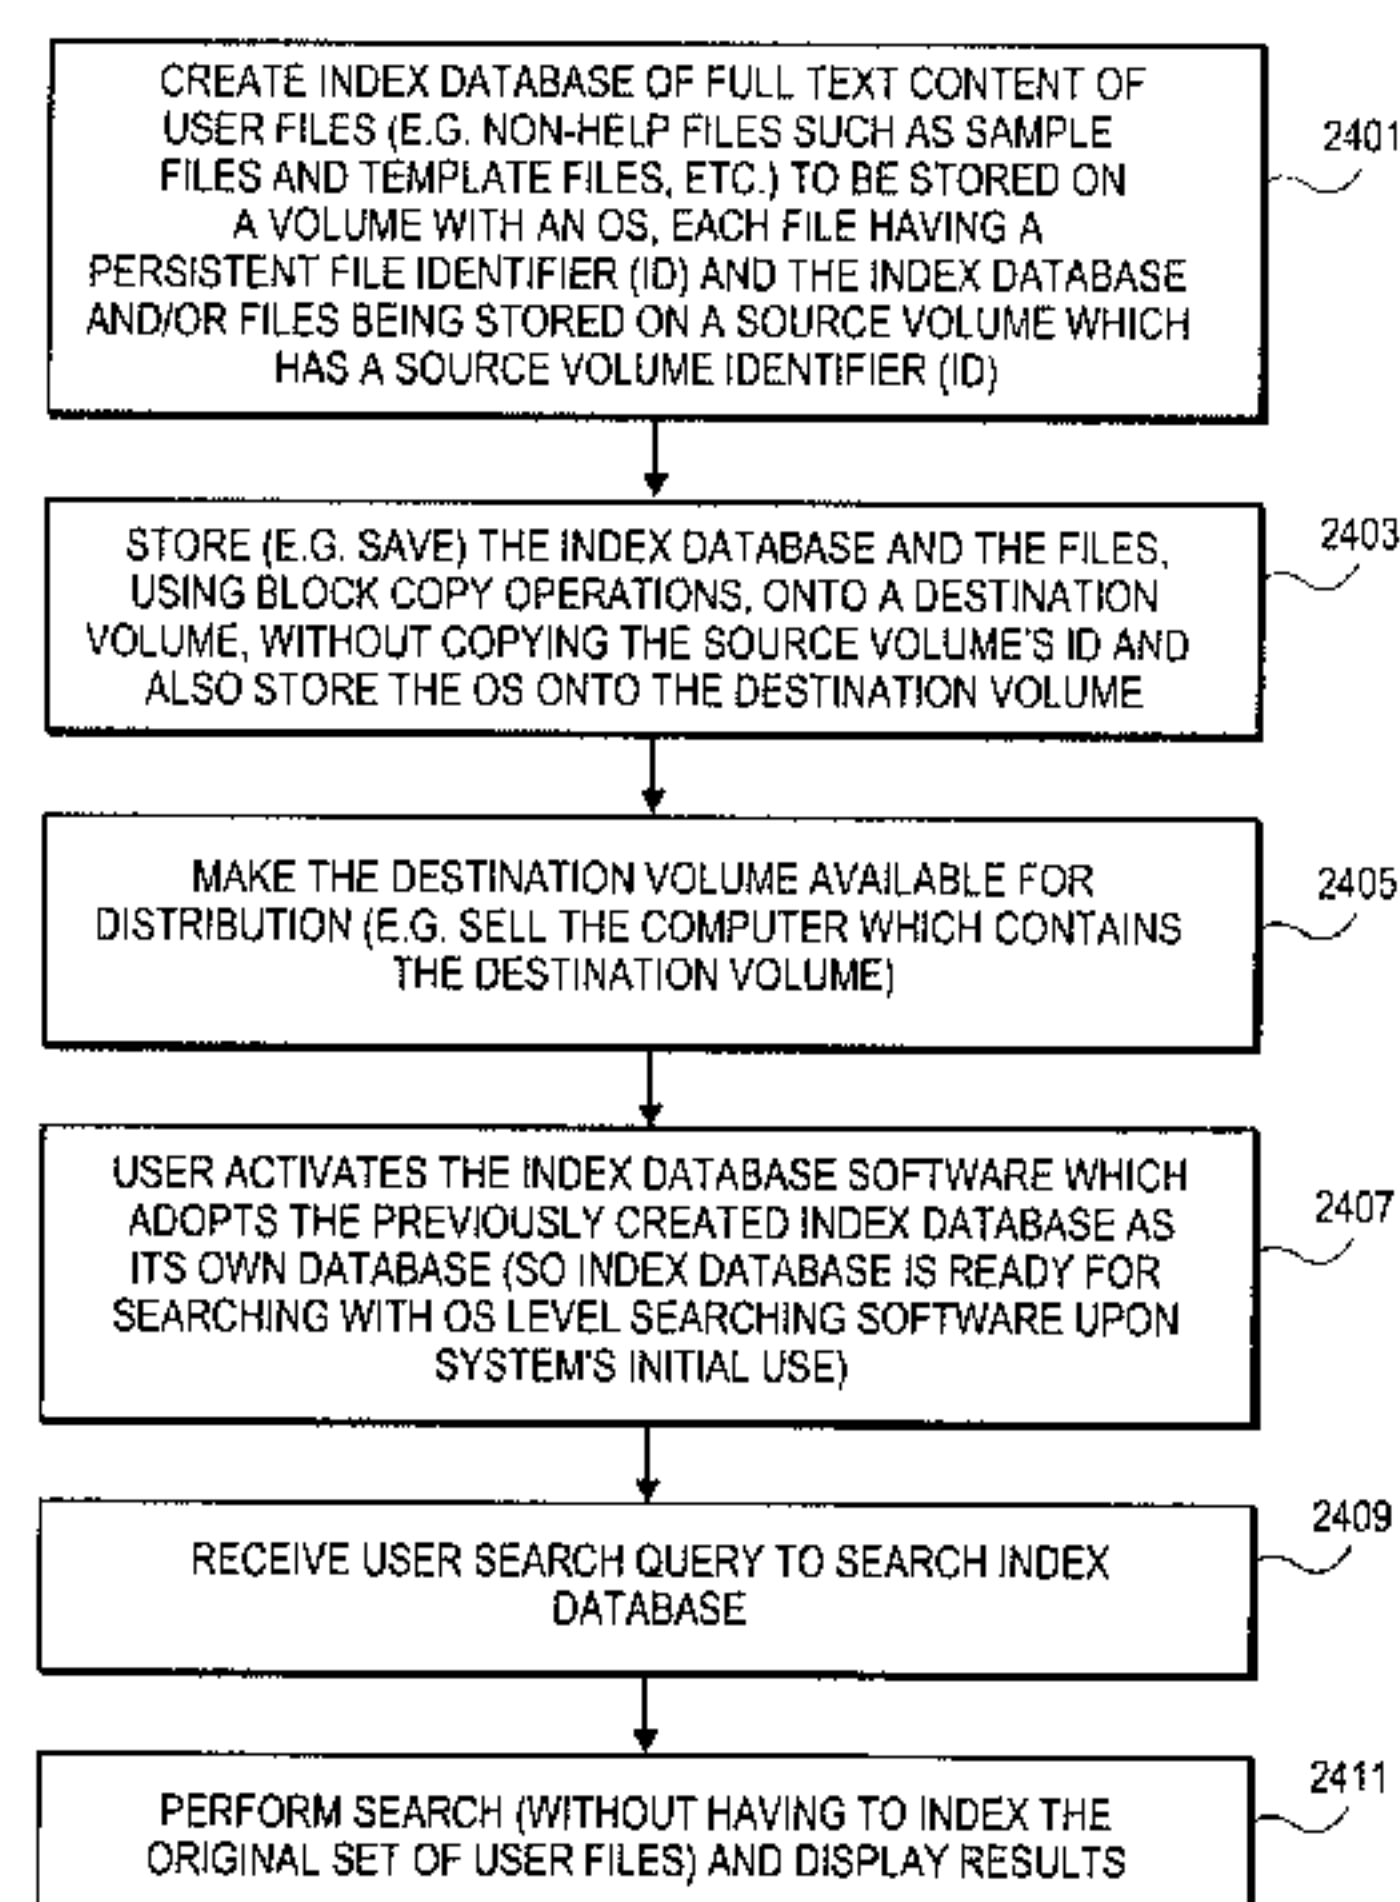 CREATE INDEX DATABASE OF FULL TEXT CONTENT OF
USER FILES (E.G. NON-HELP FILES SUCH AS SAMPLE
FILES AND TEMPLATE FILES, ETC.) TO BE STORED ON
A VOLUME WITH AN OS, EACH FILE HAVING A
PERSISTENT FILE IDENTIFIER (ID) AND THE INDEX DATABASE
AND/OR FILES BEING STORED ON A SOURCE VOLUME WHICH
HAS A SOURCE VOLUME IDENTIFIER (ID)
2401
STORE (E.G. SAVE) THE INDEX DATABASE AND THE FILES,
USING BLOCK COPY OPERATIONS, ONTO A DESTINATION
VOLUME, WITHOUT COPYING THE SOURCE VOLUME'S ID AND
ALSO STORE THE OS ONTO THE DESTINATION VOLUME
2403
MAKE THE DESTINATION VOLUME AVAILABLE FOR
DISTRIBUTION (E.G. SELL THE COMPUTER WHICH CONTAINS
THE DESTINATION VOLUME)
2405
USER ACTIVATES THE INDEX DATABASE SOFTWARE WHICH
ADOPTS THE PREVIOUSLY CREATED INDEX DATABASE AS
ITS OWN DATABASE (SO INDEX DATABASE IS READY FOR
SEARCHING WITH OS LEVEL SEARCHING SOFTWARE UPON
SYSTEM'S INITIAL USE)
2407
RECEIVE USER SEARCH QUERY TO SEARCH INDEX
DATABASE
2409
PERFORM SEARCH (WITHOUT HAVING TO INDEX THE
ORIGINAL SET OF USER FILES) AND DISPLAY RESULTS
2411